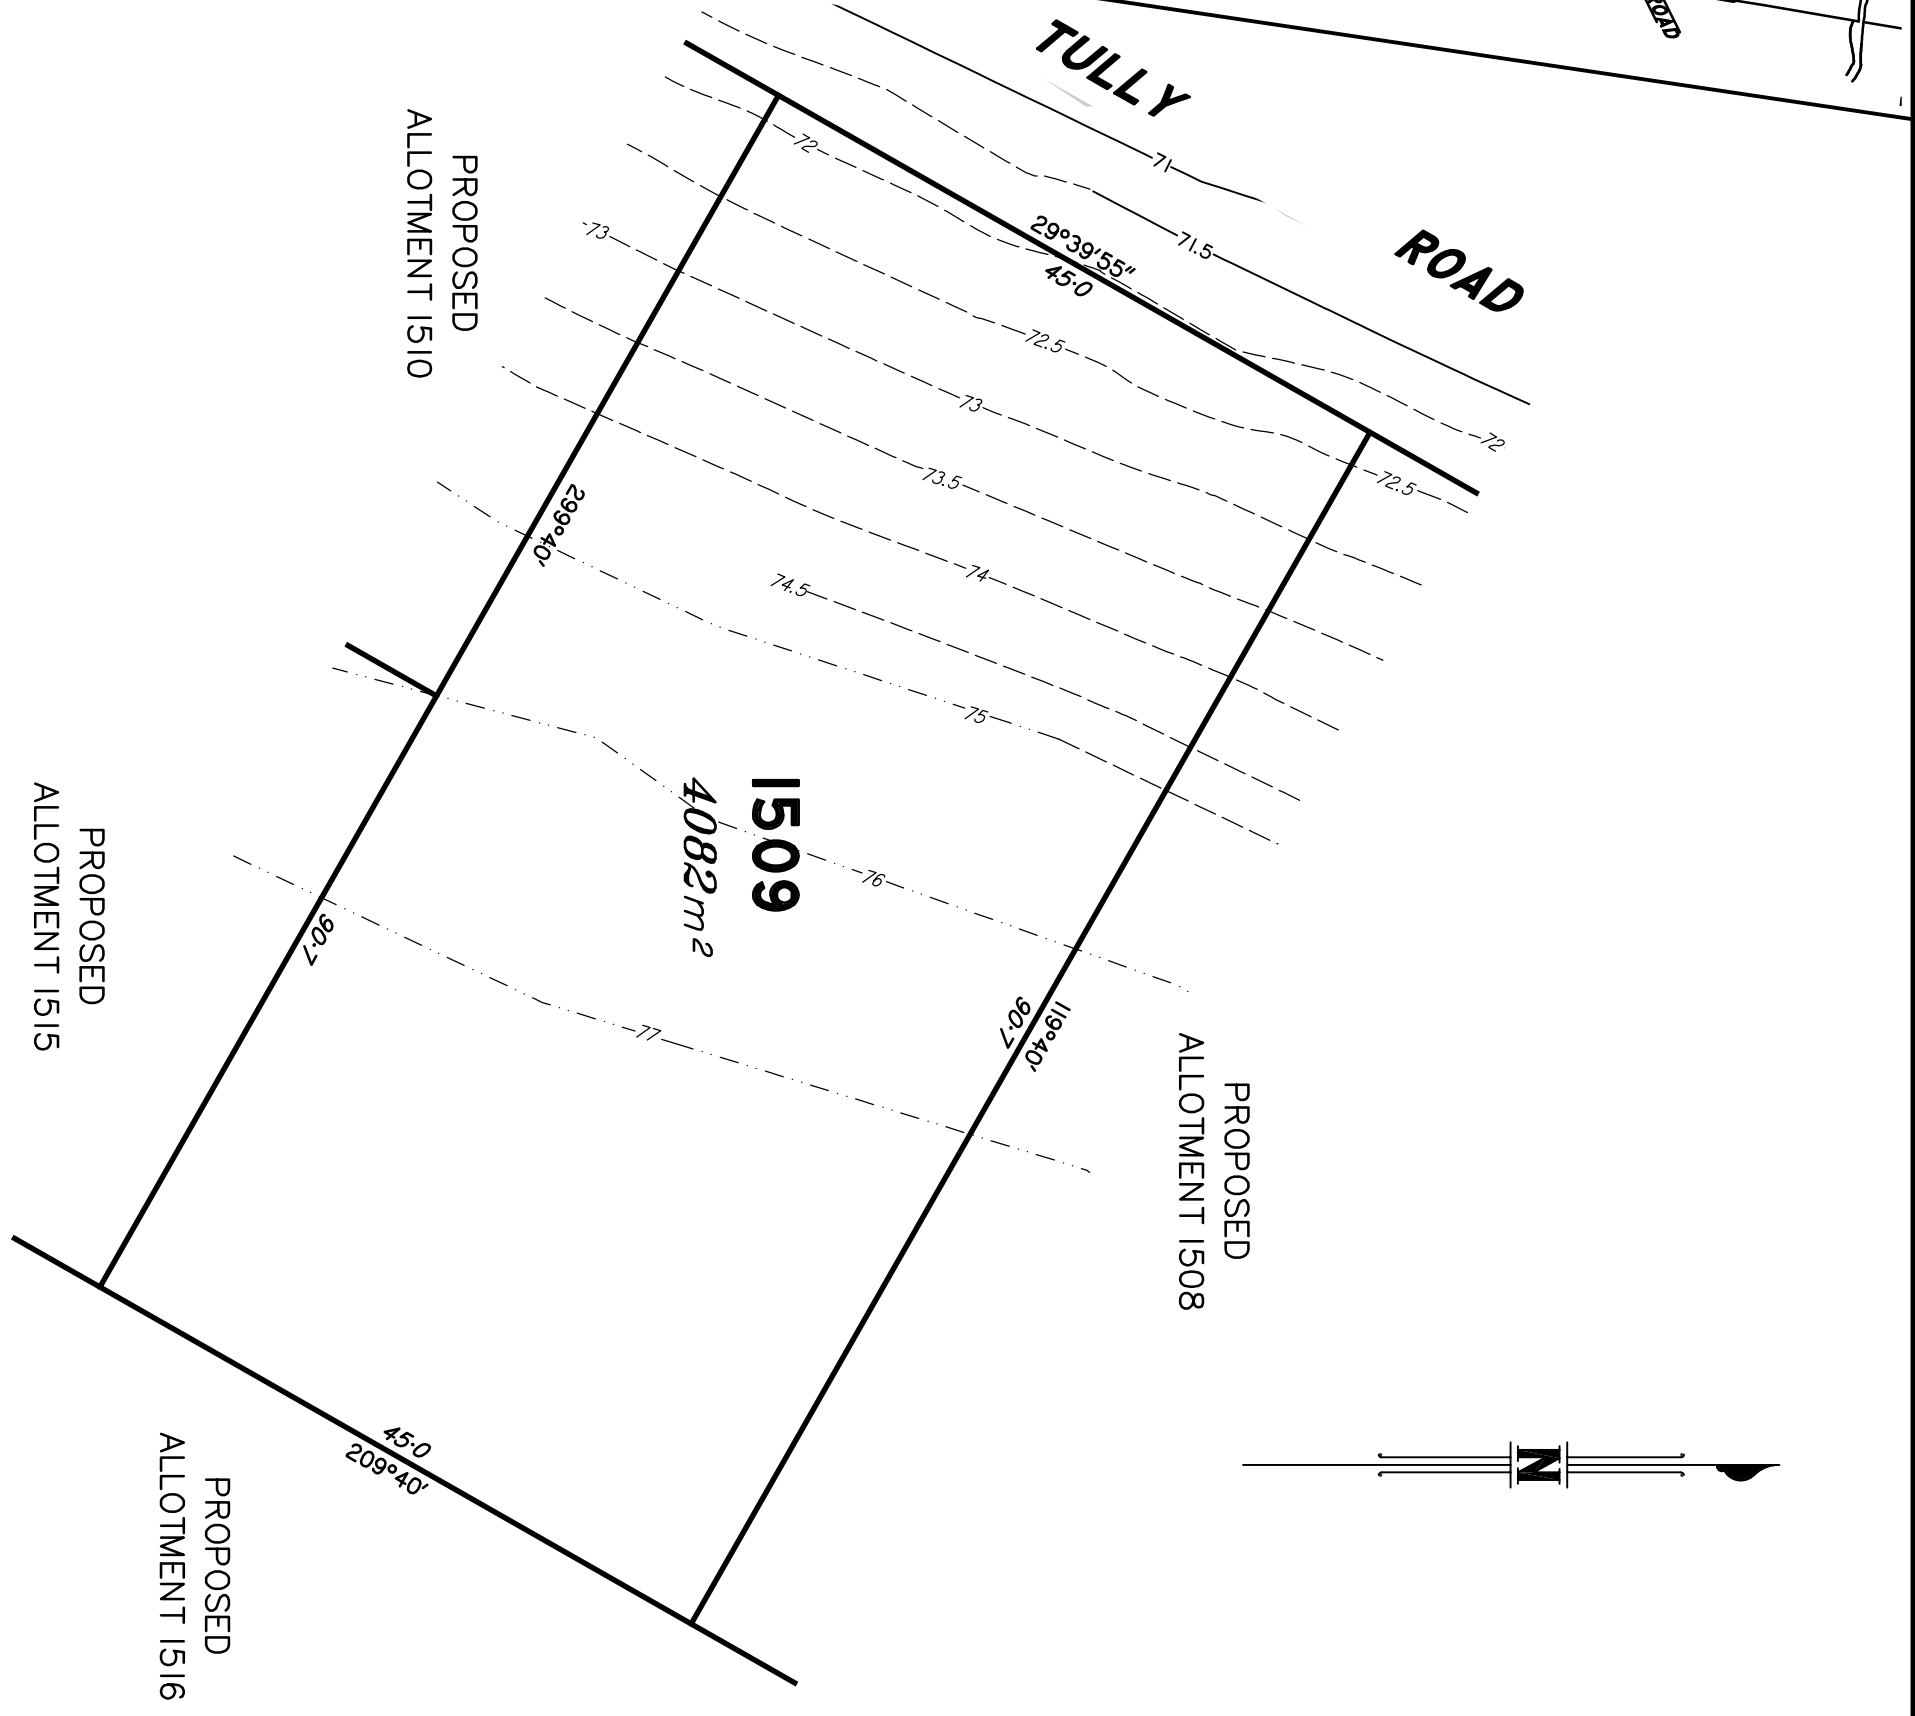 ROAD
TULLY ROAD
71
71.5
72
72
72.5
72.5
73
73
73.5
74
74.5
75
76
77
29°39'55"
45·0
299°40'
90·7
119°40'
90·7
45·0
209°40'
1509
4082m²
PROPOSED
ALLOTMENT 1510
PROPOSED
ALLOTMENT 1515
PROPOSED
ALLOTMENT 1508
PROPOSED
ALLOTMENT 1516
N